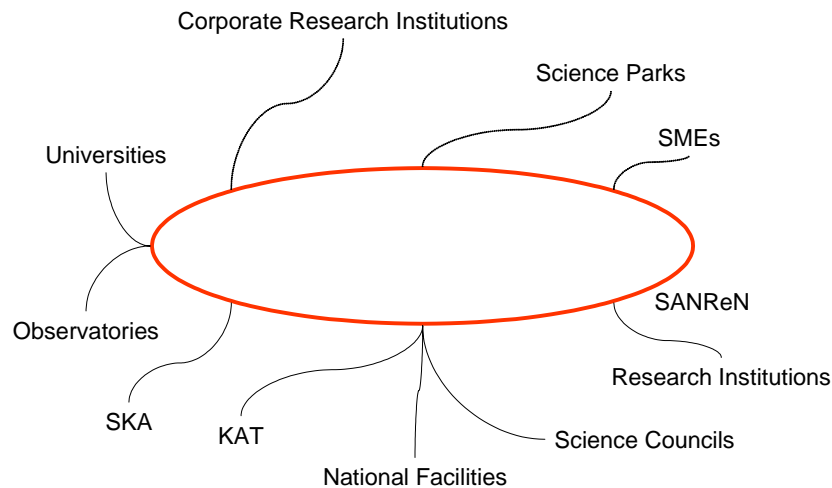 Corporate Research Institutions
Science Parks
SMEs
Universities
SANReN
Observatories
Research Institutions
SKA
KAT
Science Councils
National Facilities